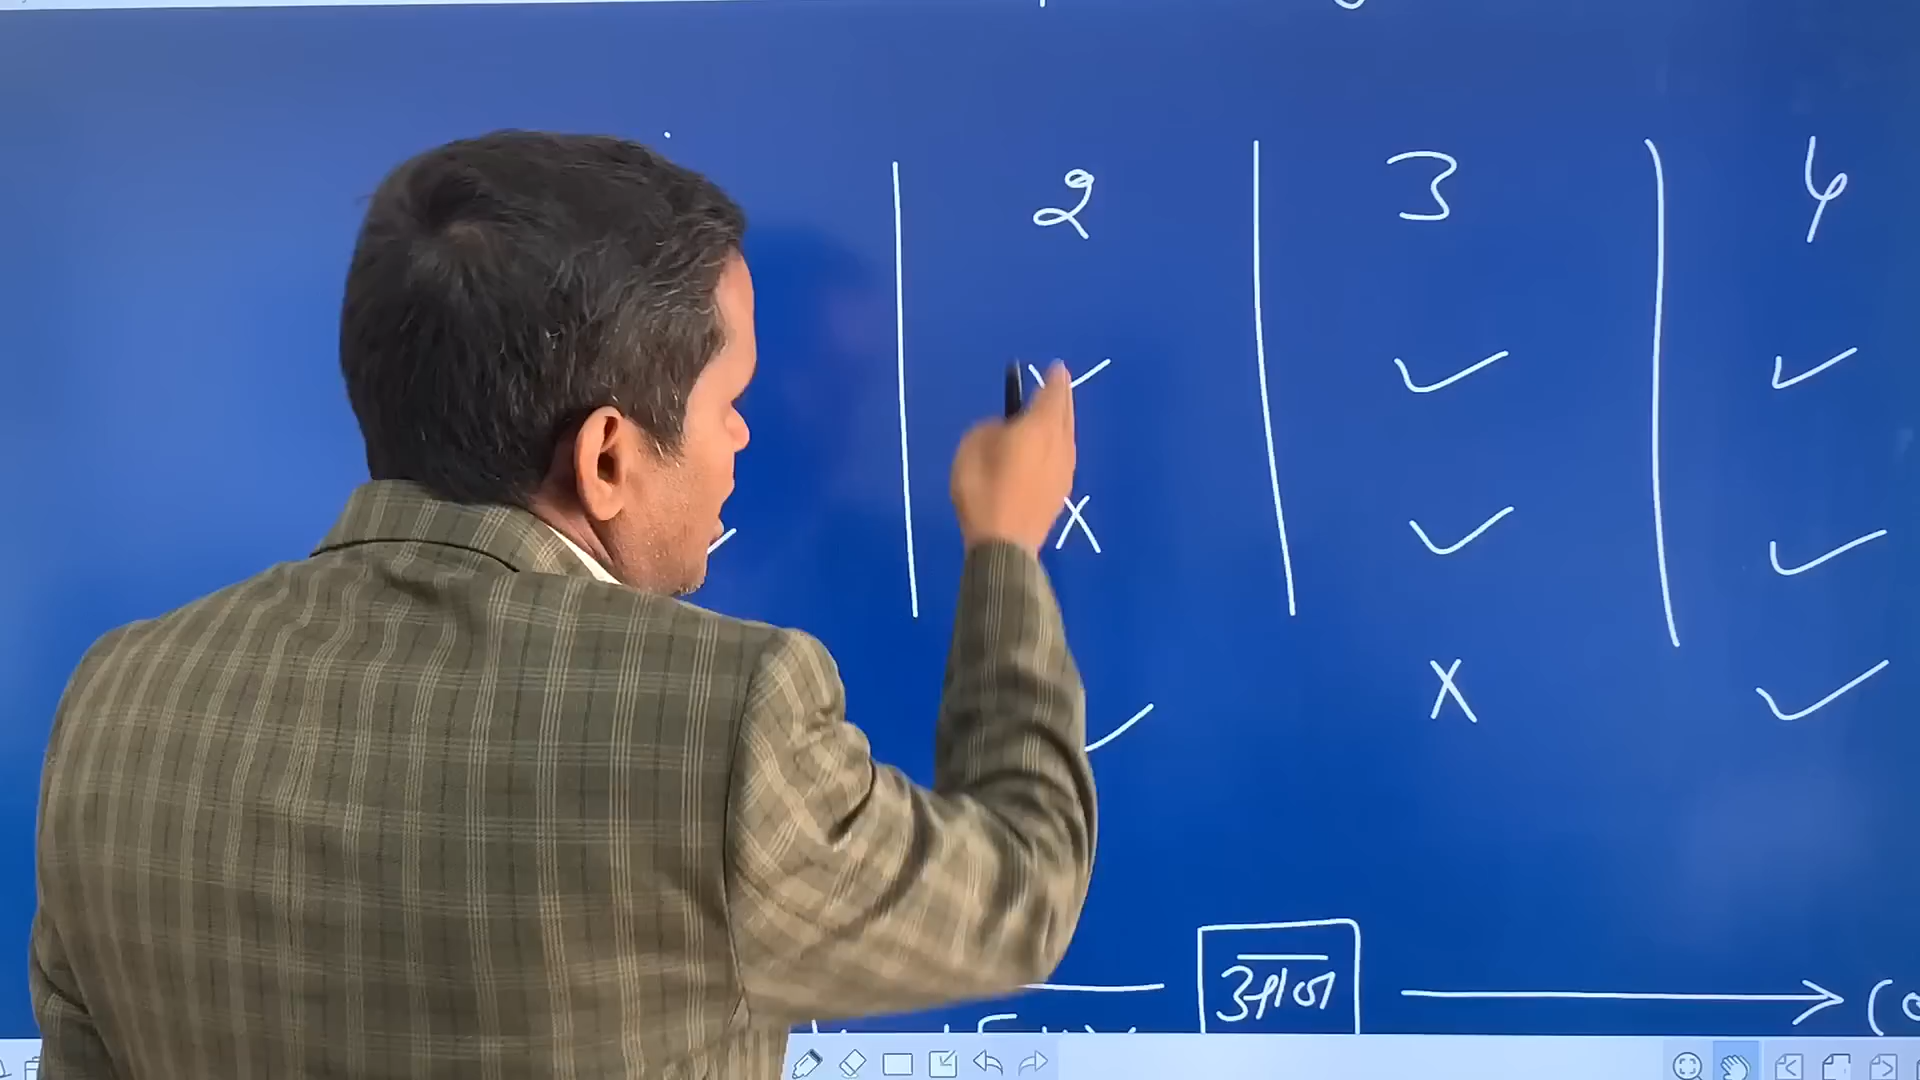 | 2 | 3 | 4
✓ ✓ ✓
✓ X ✓ ✓
✓ X ✓
आज → (